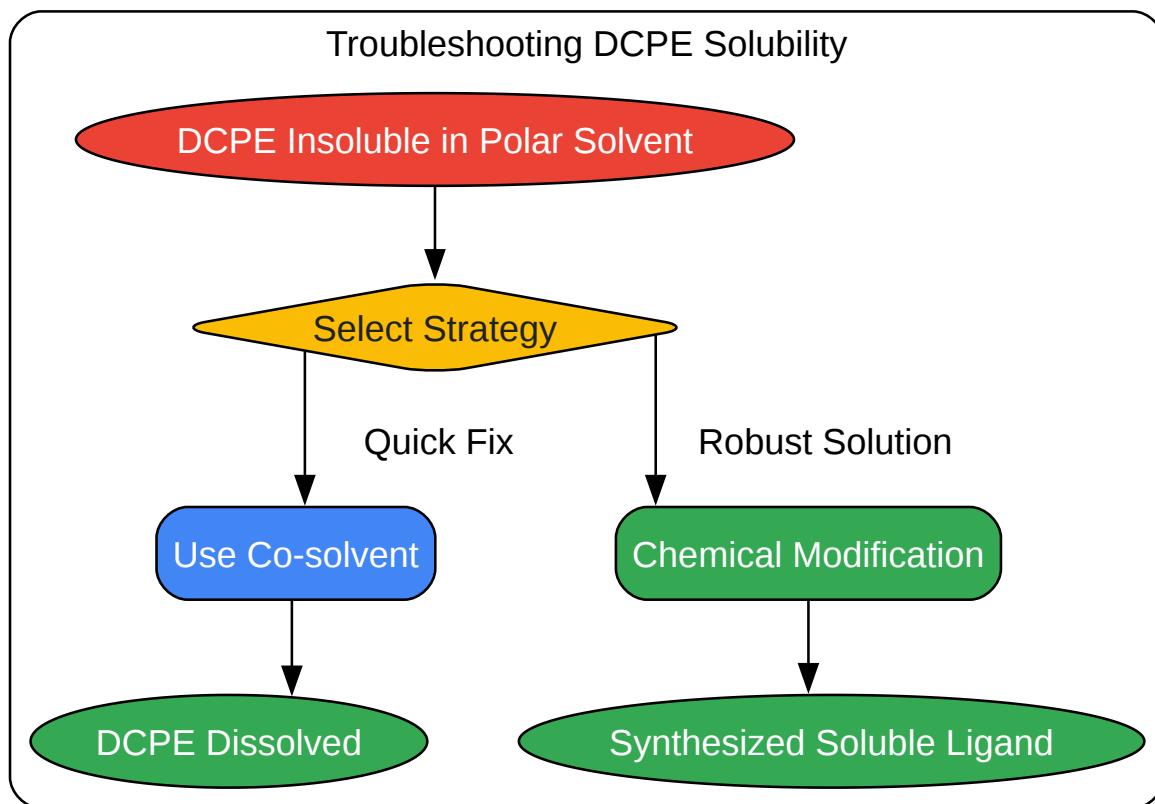 Troubleshooting DCPE Solubility
DCPE Insoluble in Polar Solvent
Select Strategy
Quick Fix
Robust Solution
Use Co-solvent
Chemical Modification
DCPE Dissolved
Synthesized Soluble Ligand